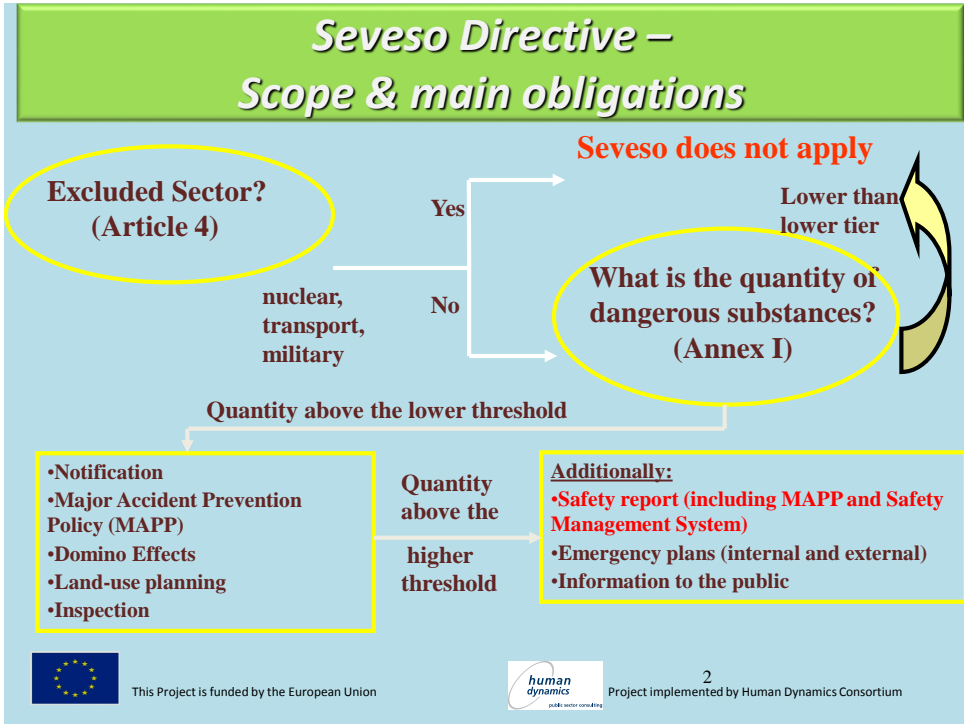 Seveso Directive –
Scope & main obligations
Seveso does not apply
Excluded Sector?
(Article 4)
Yes
Lower than
lower tier
nuclear,
transport,
military
No
What is the quantity of
dangerous substances?
(Annex I)
Quantity above the lower threshold
•Notification
•Major Accident Prevention
Policy (MAPP)
•Domino Effects
•Land-use planning
•Inspection
Quantity
above the
higher
threshold
Additionally:
•Safety report (including MAPP and Safety
Management System)
•Emergency plans (internal and external)
•Information to the public
This Project is funded by the European Union
human
dynamics
public sector consulting
2
Project implemented by Human Dynamics Consortium